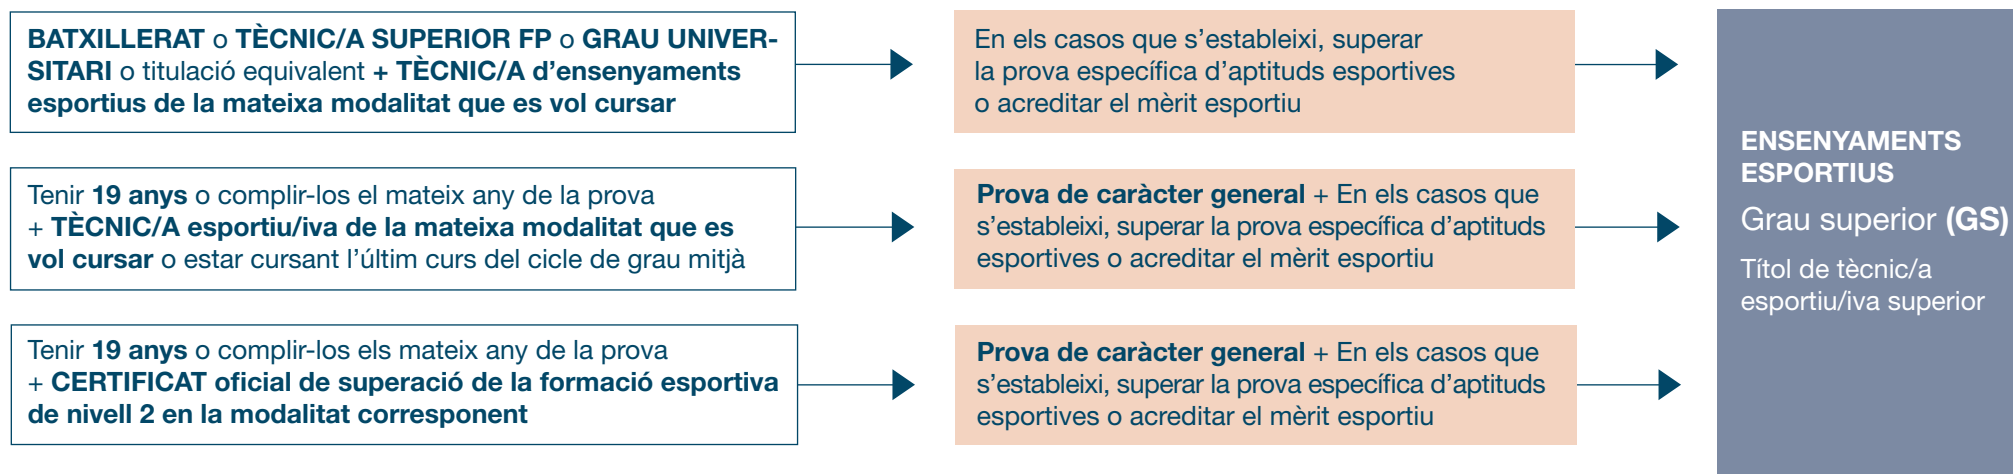 BATXILLERAT o TÈCNIC/A SUPERIOR FP o GRAU UNIVER-
SITARI o titulació equivalent + TÈCNIC/A d’ensenyaments
esportius de la mateixa modalitat que es vol cursar
En els casos que s’estableixi, superar
la prova específica d’aptituds esportives
o acreditar el mèrit esportiu
Tenir 19 anys o complir-los el mateix any de la prova
+ TÈCNIC/A esportiu/iva de la mateixa modalitat que es
vol cursar o estar cursant l’últim curs del cicle de grau mitjà
Prova de caràcter general + En els casos que
s’estableixi, superar la prova específica d’aptituds
esportives o acreditar el mèrit esportiu
Tenir 19 anys o complir-los els mateix any de la prova
+ CERTIFICAT oficial de superació de la formació esportiva
de nivell 2 en la modalitat corresponent
Prova de caràcter general + En els casos que
s’estableixi, superar la prova específica d’aptituds
esportives o acreditar el mèrit esportiu
ENSENYAMENTS
ESPORTIUS
Grau superior (GS)
Títol de tècnic/a
esportiu/iva superior